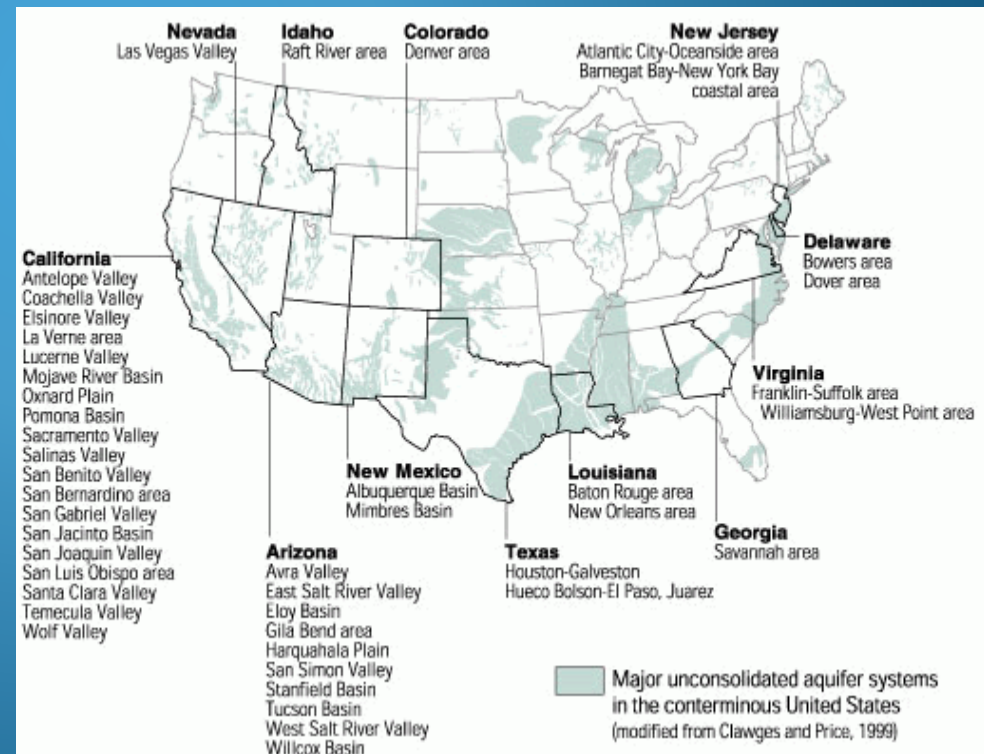 Nevada
Las Vegas Valley
Idaho
Raft River area
Colorado
Denver area
New Jersey
Atlantic City-Oceanside area
Barnegat Bay-New York Bay
coastal area
California
Antelope Valley
Coachella Valley
Elsinore Valley
La Verne area
Lucerne Valley
Mojave River Basin
Oxnard Plain
Pomona Basin
Sacramento Valley
Salinas Valley
San Benito Valley
San Bernardino area
San Gabriel Valley
San Jacinto Basin
San Joaquin Valley
San Luis Obispo area
Santa Clara Valley
Temecula Valley
Wolf Valley
Delaware
Bowers area
Dover area
Virginia
Franklin-Suffolk area
Williamsburg-West Point area
New Mexico
Albuquerque Basin
Mimbres Basin
Louisiana
Baton Rouge area
New Orleans area
Georgia
Savannah area
Arizona
Avra Valley
East Salt River Valley
Eloy Basin
Gila Bend area
Harquahala Plain
San Simon Valley
Stanfield Basin
Tucson Basin
West Salt River Valley
Willcox Basin
Texas
Houston-Galveston
Hueco Bolson-El Paso, Juarez
Major unconsolidated aquifer systems
in the conterminous United States
(modified from Clawges and Price, 1999)